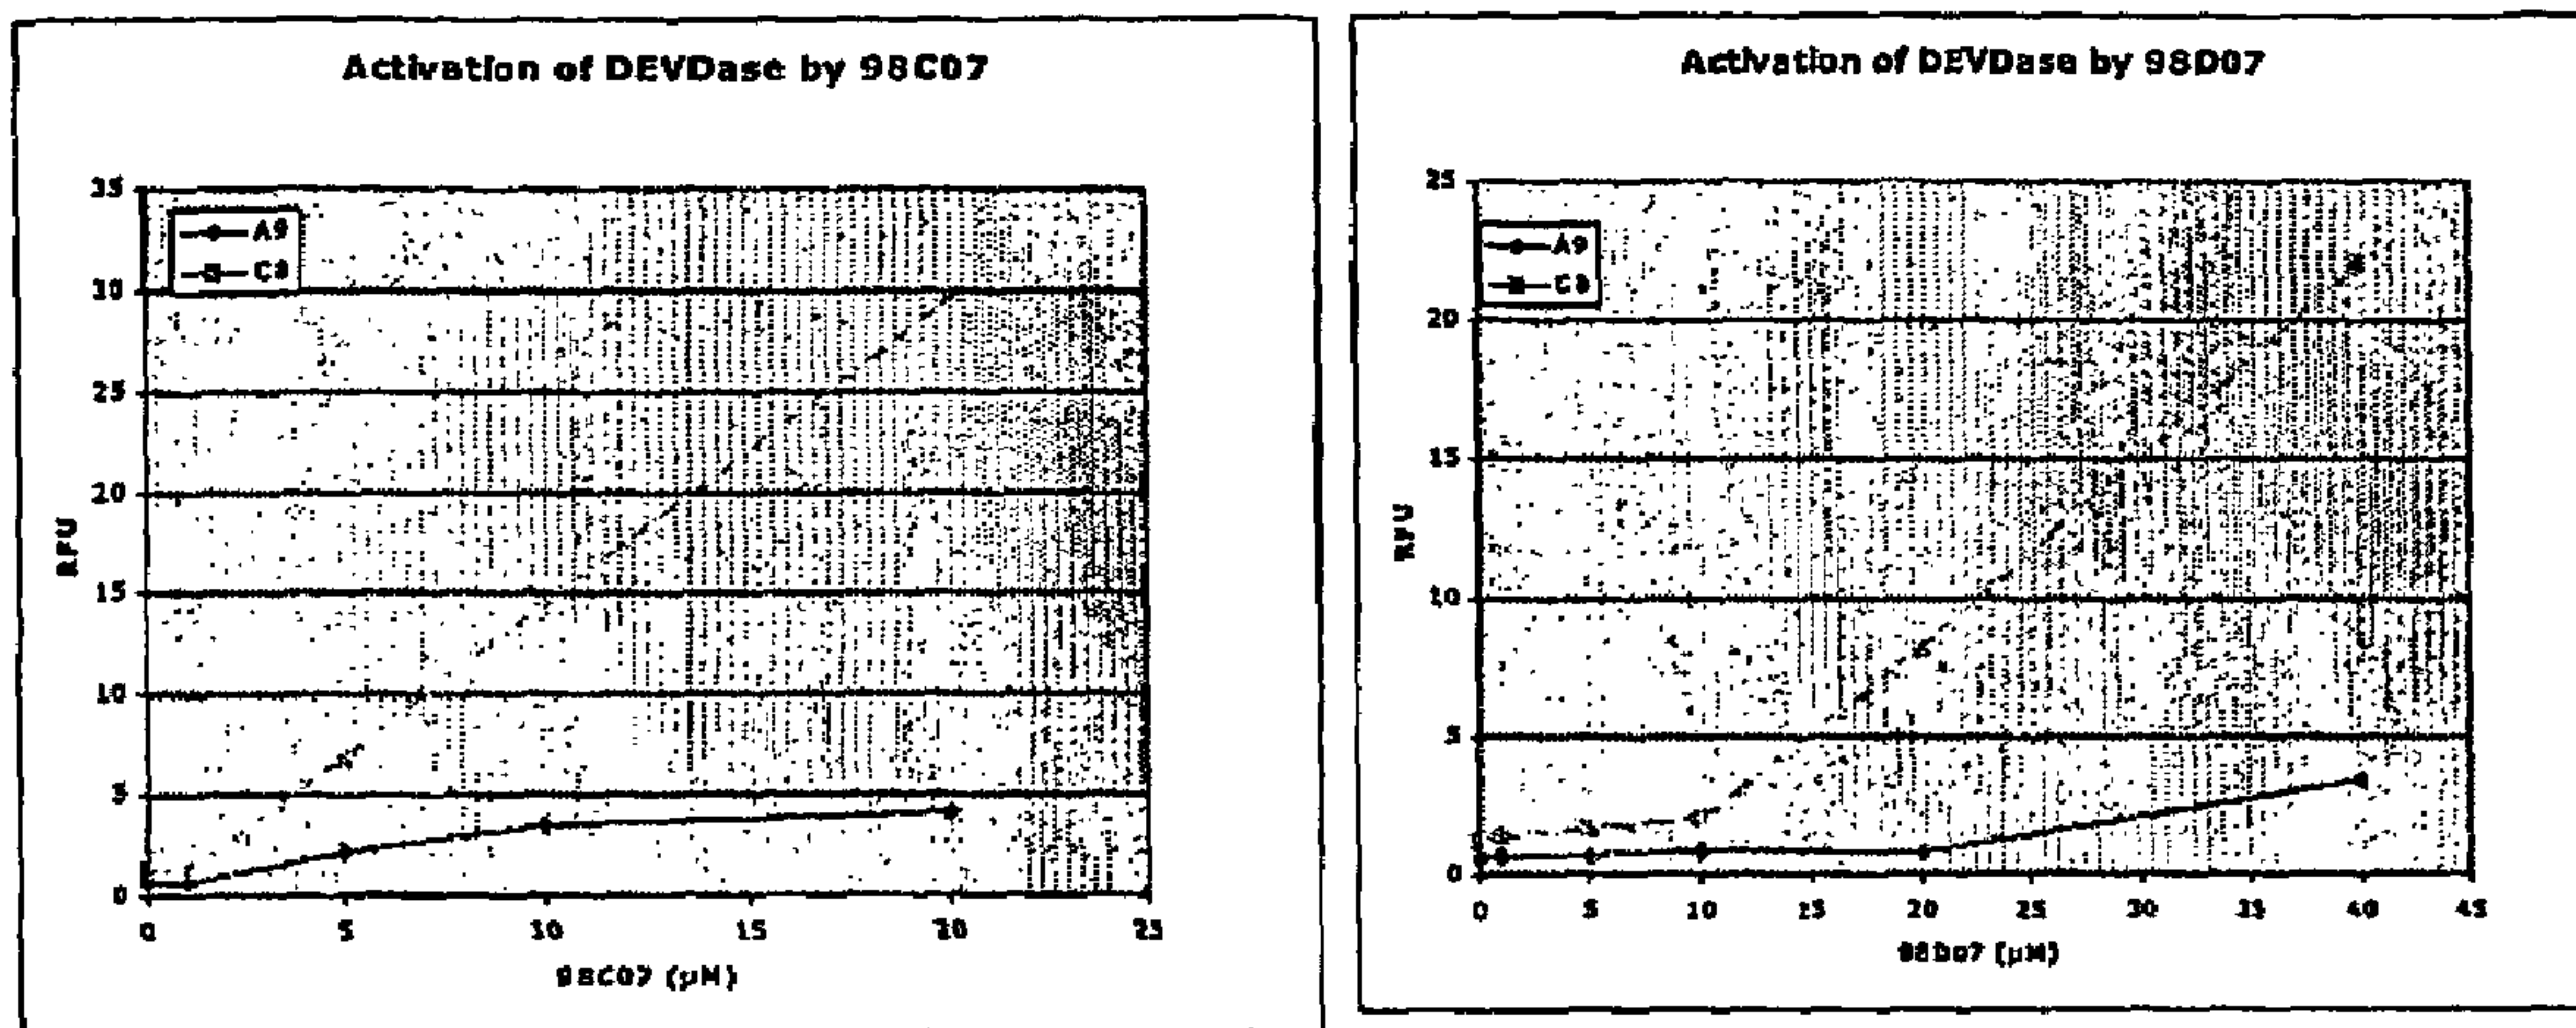 Activation of DEVDase by 98C07
35
A9
C8
30
25
20
15
10
5
0
RFU
0 5 10 15 20 25
98C07 (µM)
Activation of DEVDase by 98D07
25
A9
C8
20
15
10
5
0
RFU
0 5 10 15 20 25 30 35 40 45
98D07 (µM)